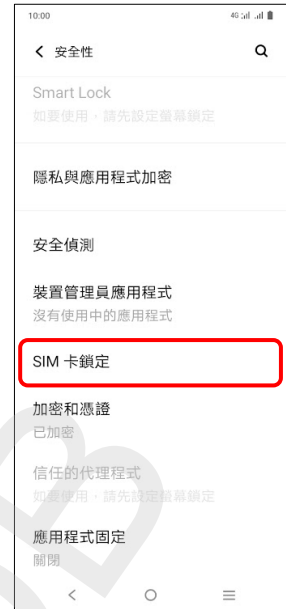 10:00
4G
安全性
Smart Lock
如要使用，請先設定螢幕鎖定
隱私與應用程式加密
安全偵測
裝置管理員應用程式
沒有使用中的應用程式
SIM 卡鎖定
加密和憑證
已加密
信任的代理程式
如要使用，請先設定螢幕鎖定
應用程式固定
關閉